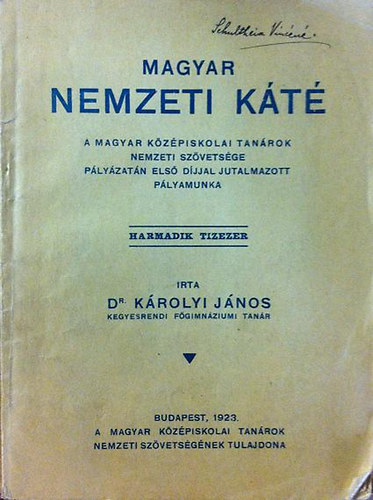 MAGYAR
NEMZETI KÁTÉ
A MAGYAR KÖZÉPISKOLAI TANÁROK
NEMZETI SZÖVETSÉGE
PÁLYÁZATÁN ELSŐ DÍJJAL JUTALMAZOTT
PÁLYAMUNKA
HARMADIK TIZEZER
IRTA
DR. KÁROLYI JÁNOS
KEGYESRENDI FŐGIMNÁZIUMI TANÁR
BUDAPEST, 1923.
A MAGYAR KÖZÉPISKOLAI TANÁROK
NEMZETI SZÖVETSÉGÉNEK TULAJDONA